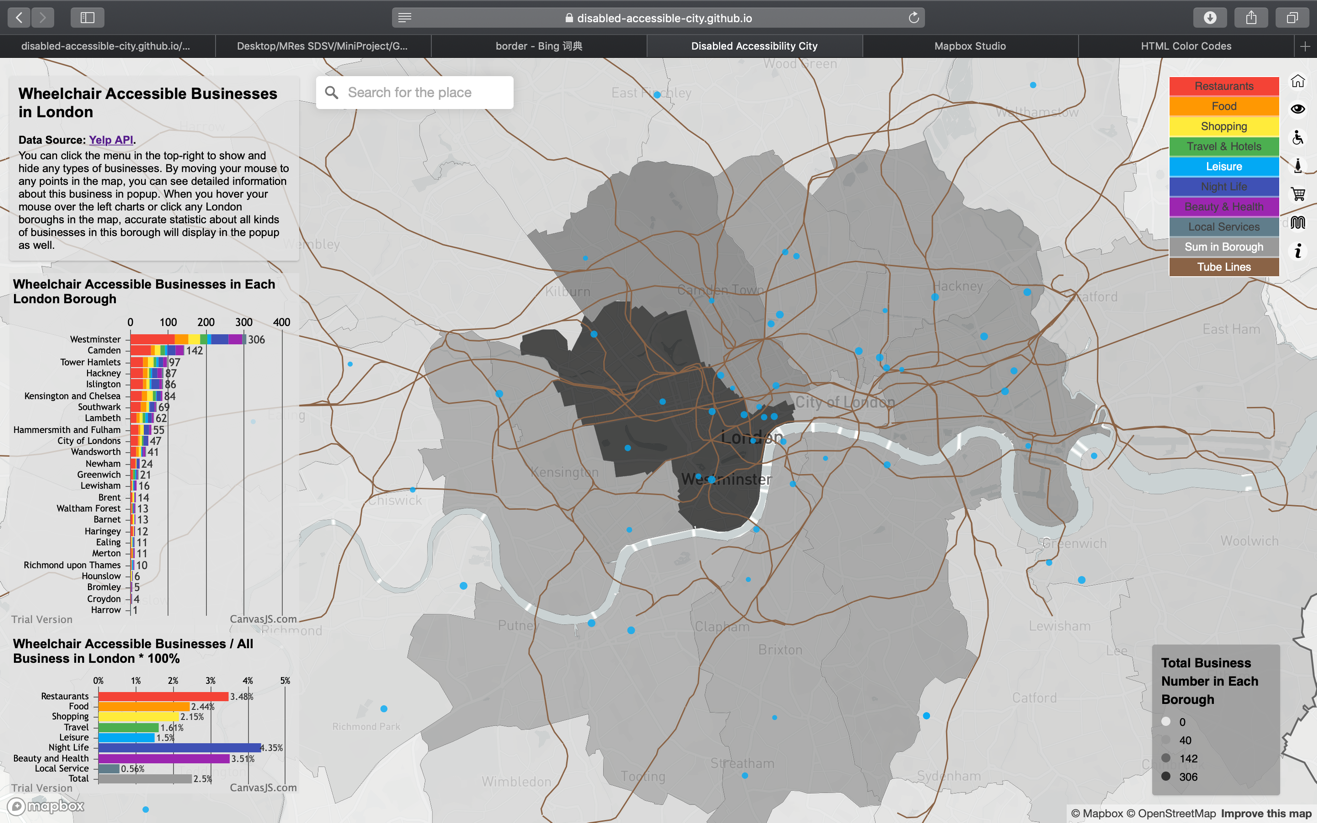 disabled-accessible-city.github.io
disabled-accessible-city.github.io/...
Desktop/MRes SDSV/MiniProject/G...
border - Bing 词典
Disabled Accessibility City
Mapbox Studio
HTML Color Codes
Wheelchair Accessible Businesses
in London
Data Source: Yelp API.
You can click the menu in the top-right to show and
hide any types of businesses. By moving your mouse to
any points in the map, you can see detailed information
about this business in popup. When you hover your
mouse over the left charts or click any London
boroughs in the map, accurate statistic about all kinds
of businesses in this borough will display in the popup
as well.
Search for the place
Wheelchair Accessible Businesses in Each
London Borough
0 100 200 300 400
Westminster 306
Camden 142
Tower Hamlets 97
Hackney 87
Islington 86
Kensington and Chelsea 84
Southwark 69
Lambeth 62
Hammersmith and Fulham 55
City of Londons 47
Wandsworth 41
Newham 24
Greenwich 21
Lewisham 16
Brent 14
Waltham Forest 13
Barnet 13
Haringey 12
Ealing 11
Merton 11
Richmond upon Thames 10
Hounslow 6
Bromley 5
Croydon 4
Harrow 1
Trial Version CanvasJS.com
Wheelchair Accessible Businesses / All
Business in London * 100%
0% 1% 2% 3% 4% 5%
Restaurants 3.48%
Food 2.44%
Shopping 2.15%
Travel 1.61%
Leisure 1.5%
Night Life 4.35%
Beauty and Health 3.51%
Local Service 0.56%
Total 2.5%
Trial Version CanvasJS.com
mapbox
Wood Green
East Finchley
Walthamstow
Kilburn
Camden Town
Hackney
East Ham
City of London
London
Kensington
Westminster
Chiswick
Greenwich
Woolwich
Richmond
Putney
Clapham
Brixton
Lewisham
Lee
Catford
Richmond Park
Streatham
Tooting
Wimbledon
Sydenham
Restaurants
Food
Shopping
Travel & Hotels
Leisure
Night Life
Beauty & Health
Local Services
Sum in Borough
Tube Lines
Total Business
Number in Each
Borough
0
40
142
306
© Mapbox © OpenStreetMap Improve this map